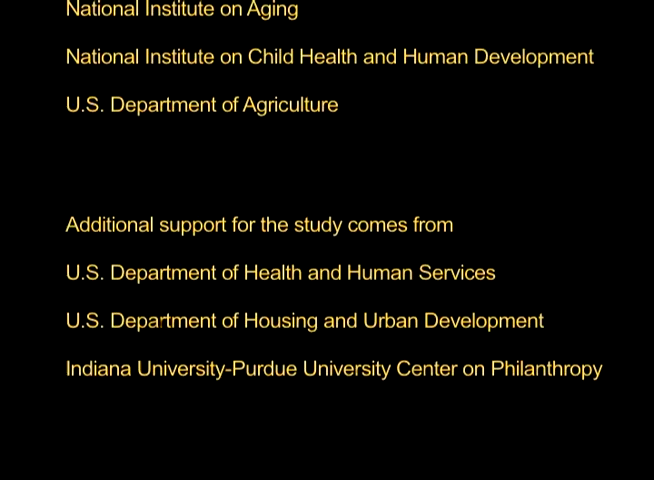 National Institute on Aging
National Institute on Child Health and Human Development
U.S. Department of Agriculture
Additional support for the study comes from
U.S. Department of Health and Human Services
U.S. Department of Housing and Urban Development
Indiana University-Purdue University Center on Philanthropy